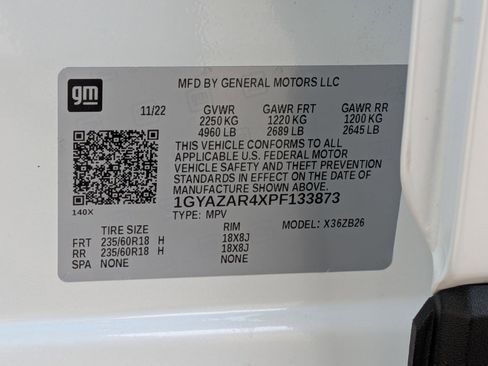 gm
MFD BY GENERAL MOTORS LLC
11/22 GVWR GAWR FRT GAWR RR
2250 KG 1220 KG 1200 KG
4960 LB 2689 LB 2645 LB
THIS VEHICLE CONFORMS TO ALL
APPLICABLE U.S. FEDERAL MOTOR
VEHICLE SAFETY AND THEFT PREVENTION
STANDARDS IN EFFECT ON THE DATE OF
MANUFACTURE SHOWN ABOVE.
1GYAZAR4XPF133873
140X
TYPE: MPV MODEL: X36ZB26
TIRE SIZE RIM
FRT 235/60R18 H 18X8J
RR 235/60R18 H 18X8J
SPA NONE NONE